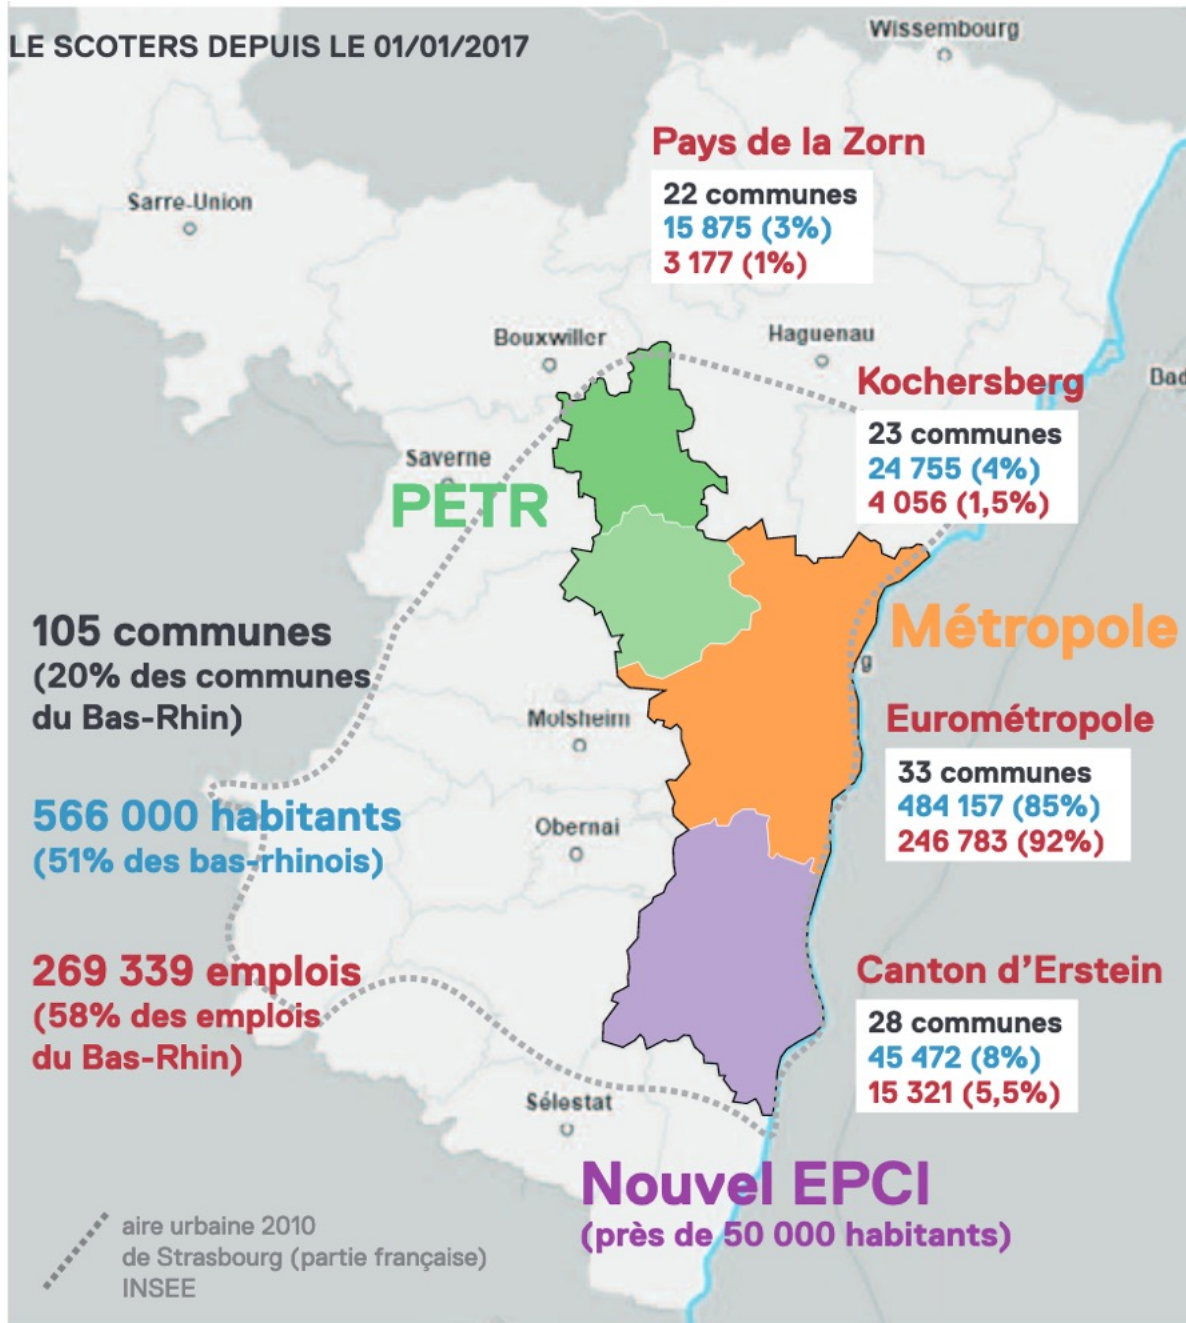 LE SCOTERS DEPUIS LE 01/01/2017
Wissembourg
Pays de la Zorn
22 communes
15 875 (3%)
3 177 (1%)
Sarre-Union
Bouxwiller
Haguenau
Kochersberg
23 communes
24 755 (4%)
4 056 (1,5%)
Saverne
PETR
105 communes
(20% des communes
du Bas-Rhin)
Métropole
Molsheim
Eurométropole
33 communes
484 157 (85%)
246 783 (92%)
566 000 habitants
(51% des bas-rhinois)
Obernai
269 339 emplois
(58% des emplois
du Bas-Rhin)
Canton d’Erstein
28 communes
45 472 (8%)
15 321 (5,5%)
Sélestat
Nouvel EPCI
(près de 50 000 habitants)
aire urbaine 2010
de Strasbourg (partie française)
INSEE